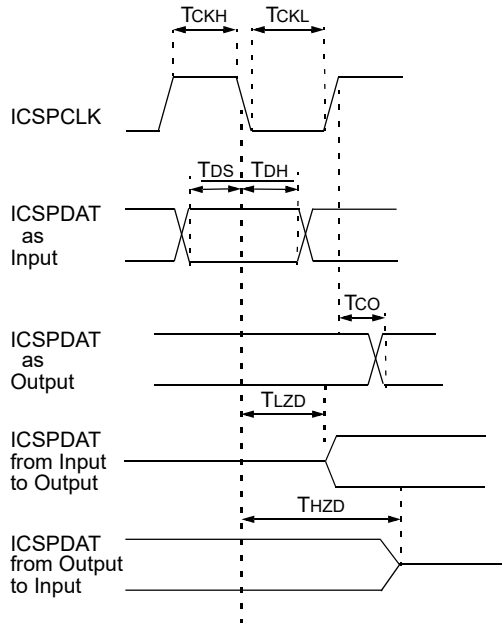 TCKH TCKL
ICSPCLK
TDS TDH
ICSPDAT
as
Input
TCO
ICSPDAT
as
Output
TLZD
ICSPDAT
from Input
to Output
THZD
ICSPDAT
from Output
to Input